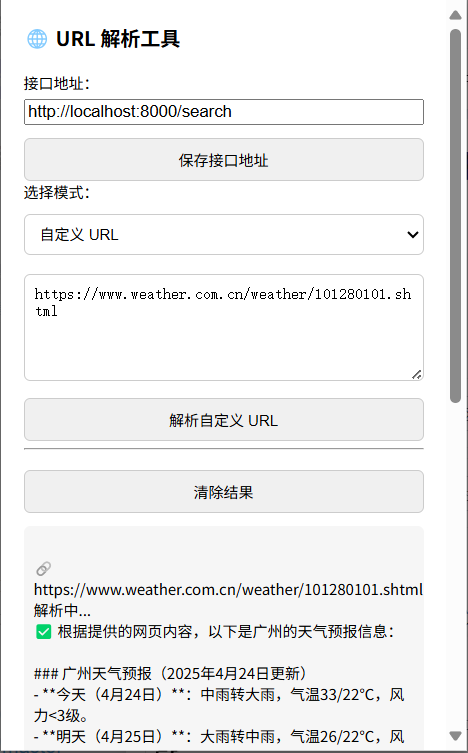 🌐 URL 解析工具
接口地址：
http://localhost:8000/search
保存接口地址
选择模式：
自定义 URL
https://www.weather.com.cn/weather/101280101.sh
tml
解析自定义 URL
清除结果
🔗
https://www.weather.com.cn/weather/101280101.shtml
解析中...
✅ 根据提供的网页内容，以下是广州的天气预报信息：
### 广州天气预报（2025年4月24日更新）
- **今天（4月24日）**：中雨转大雨，气温33/22℃，风
力<3级。
- **明天（4月25日）**：大雨转中雨，气温26/22℃，风